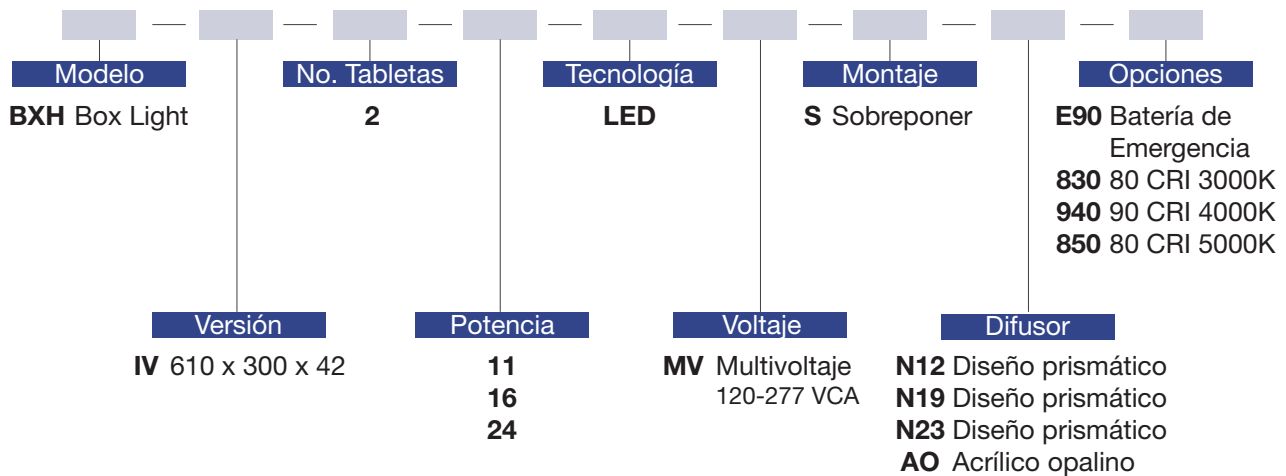 Modelo
BXH Box Light
No. Tabletas
2
Tecnología
LED
Montaje
S Sobreponer
Opciones
E90 Batería de
Emergencia
830 80 CRI 3000K
940 90 CRI 4000K
850 80 CRI 5000K
Versión
IV 610 x 300 x 42
Potencia
11
16
24
Voltaje
MV Multivoltaje
120-277 VCA
Difusor
N12 Diseño prismático
N19 Diseño prismático
N23 Diseño prismático
AO Acrílico opalino